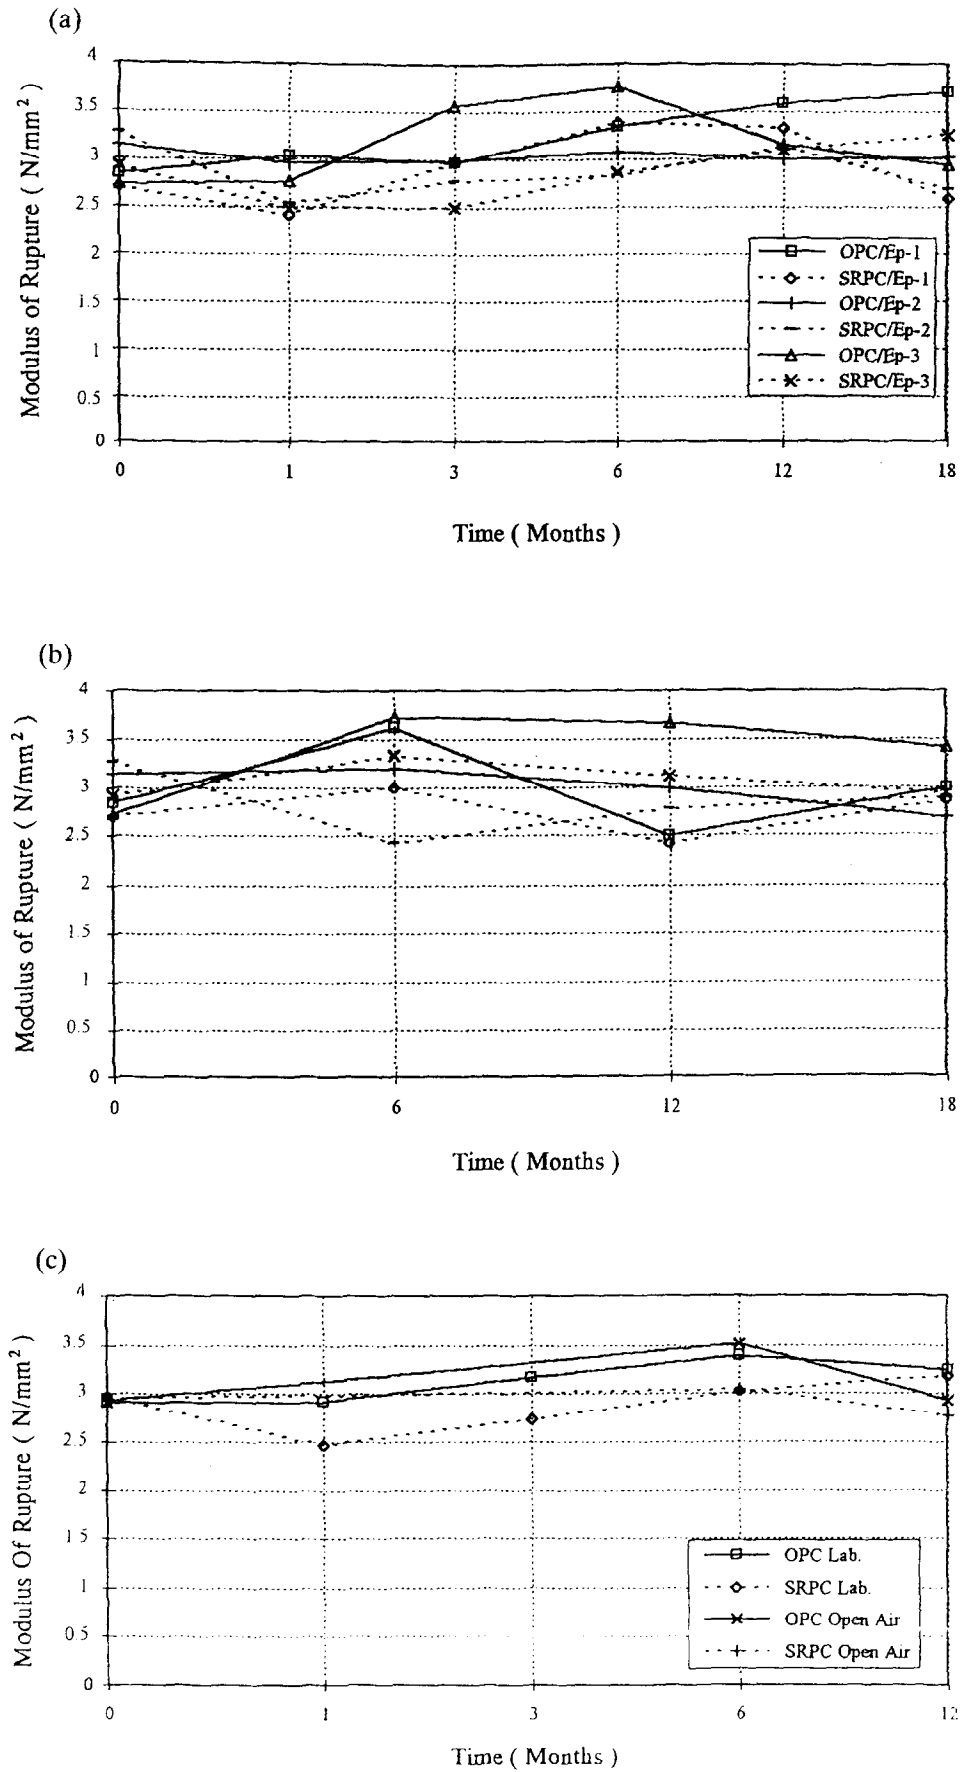 (a)
4
3.5
3
2.5
2
1.5
1
0.5
0
Modulus of Rupture ( N/mm2 )
OPC/Ep-1
SRPC/Ep-1
OPC/Ep-2
SRPC/Ep-2
OPC/Ep-3
SRPC/Ep-3
0 1 3 6 12 18
Time ( Months )
(b)
4
3.5
3
2.5
2
1.5
1
0.5
0
Modulus of Rupture ( N/mm2 )
0 6 12 18
Time ( Months )
(c)
4
3.5
3
2.5
2
1.5
1
0.5
0
Modulus Of Rupture ( N/mm2 )
OPC Lab.
SRPC Lab.
OPC Open Air
SRPC Open Air
0 1 3 6 12
Time ( Months )